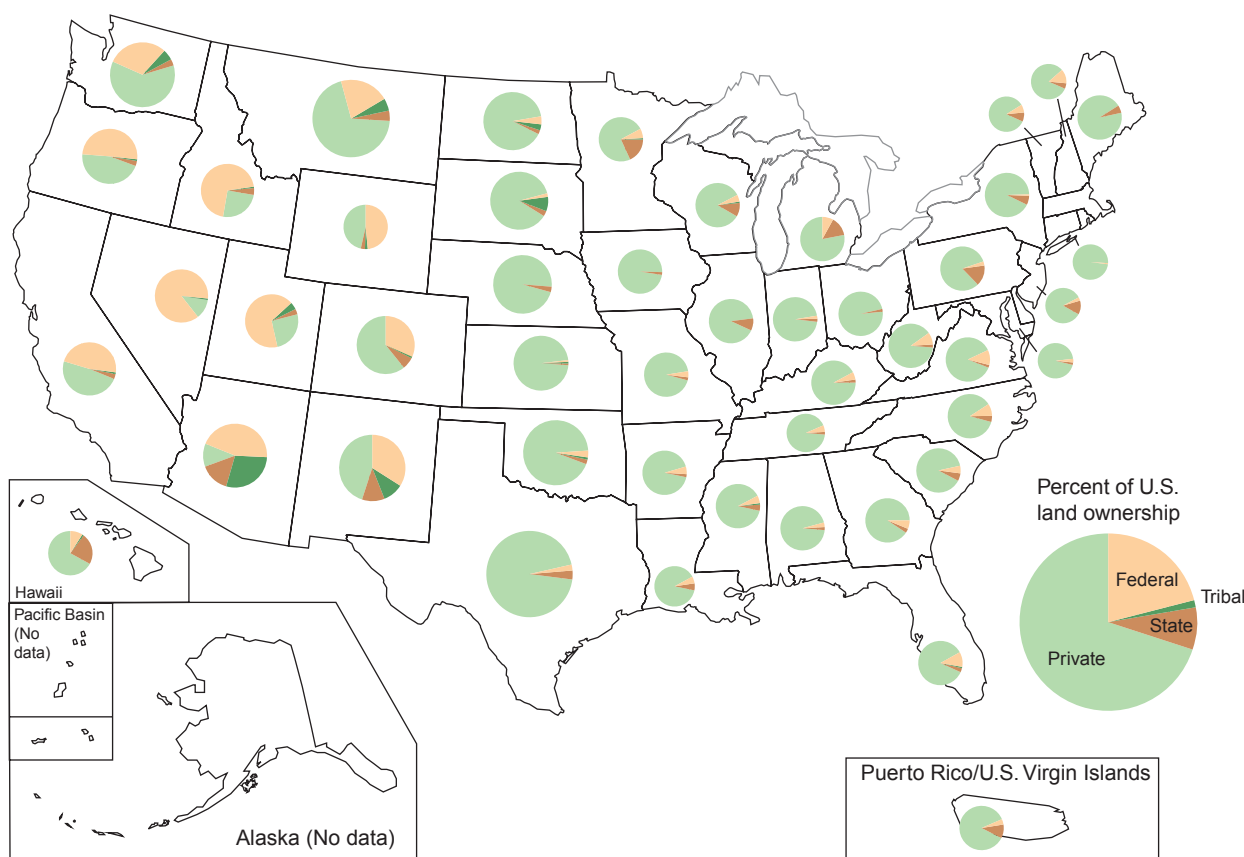 Percent of U.S.
land ownership
Federal
Tribal
State
Private
Hawaii
Pacific Basin
(No
data)
Alaska (No data)
Puerto Rico/U.S. Virgin Islands